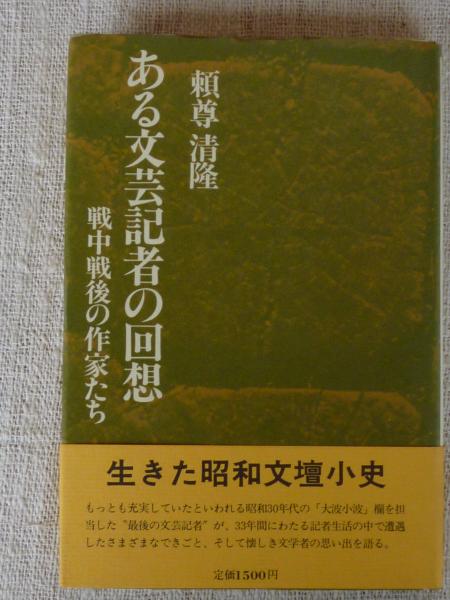 頼尊清隆
ある文芸記者の回想
戦中戦後の作家たち
生きた昭和文壇小史
もっとも充実していたといわれる昭和30年代の「大波小波」欄を担
当した〝最後の文芸記者〟が、33年間にわたる記者生活の中で遭遇
したさまざまなできごと、そして懐しき文学者の思い出を語る。
定価1500円